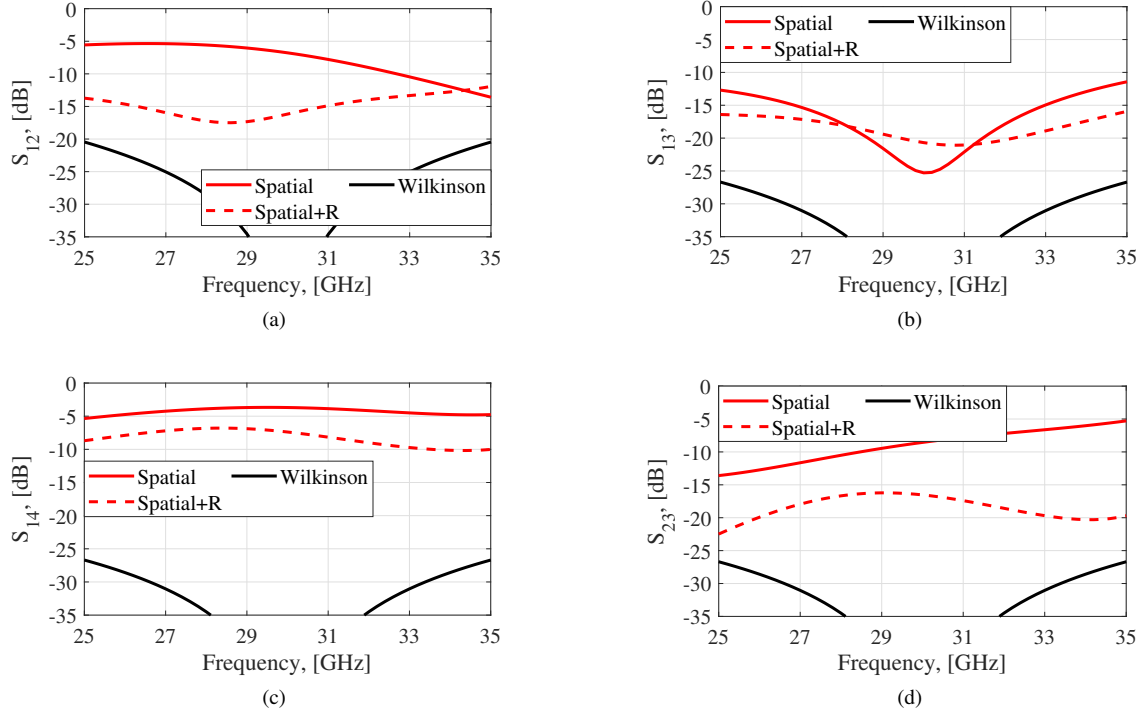 0
-5
-10
-15
-20
-25
-30
-35
S12, [dB]
Spatial
Wilkinson
Spatial+R
25 27 29 31 33 35
Frequency, [GHz]
(a)
0
-5
-10
-15
-20
-25
-30
-35
S13, [dB]
Spatial
Wilkinson
Spatial+R
25 27 29 31 33 35
Frequency, [GHz]
(b)
0
-5
-10
-15
-20
-25
-30
-35
S14, [dB]
Spatial
Wilkinson
Spatial+R
25 27 29 31 33 35
Frequency, [GHz]
(c)
0
-5
-10
-15
-20
-25
-30
-35
S23, [dB]
Spatial
Wilkinson
Spatial+R
25 27 29 31 33 35
Frequency, [GHz]
(d)